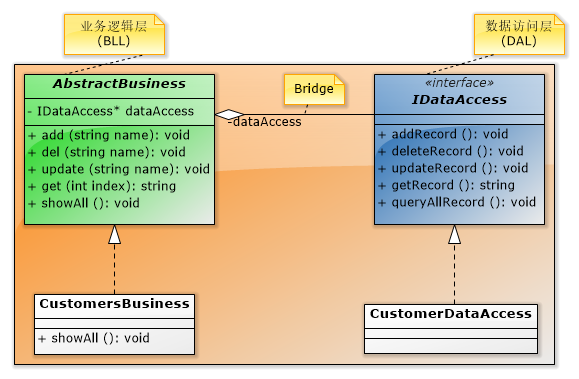 业务逻辑层
(BLL)
数据访问层
(DAL)
AbstractBusiness
- IDataAccess* dataAccess
+ add (string name): void
+ del (string name): void
+ update (string name): void
+ get (int index): string
+ showAll (): void
Bridge
-dataAccess
«interface»
IDataAccess
+ addRecord (): void
+ deleteRecord (): void
+ updateRecord (): void
+ getRecord (): string
+ queryAllRecord (): void
CustomersBusiness
+ showAll (): void
CustomerDataAccess